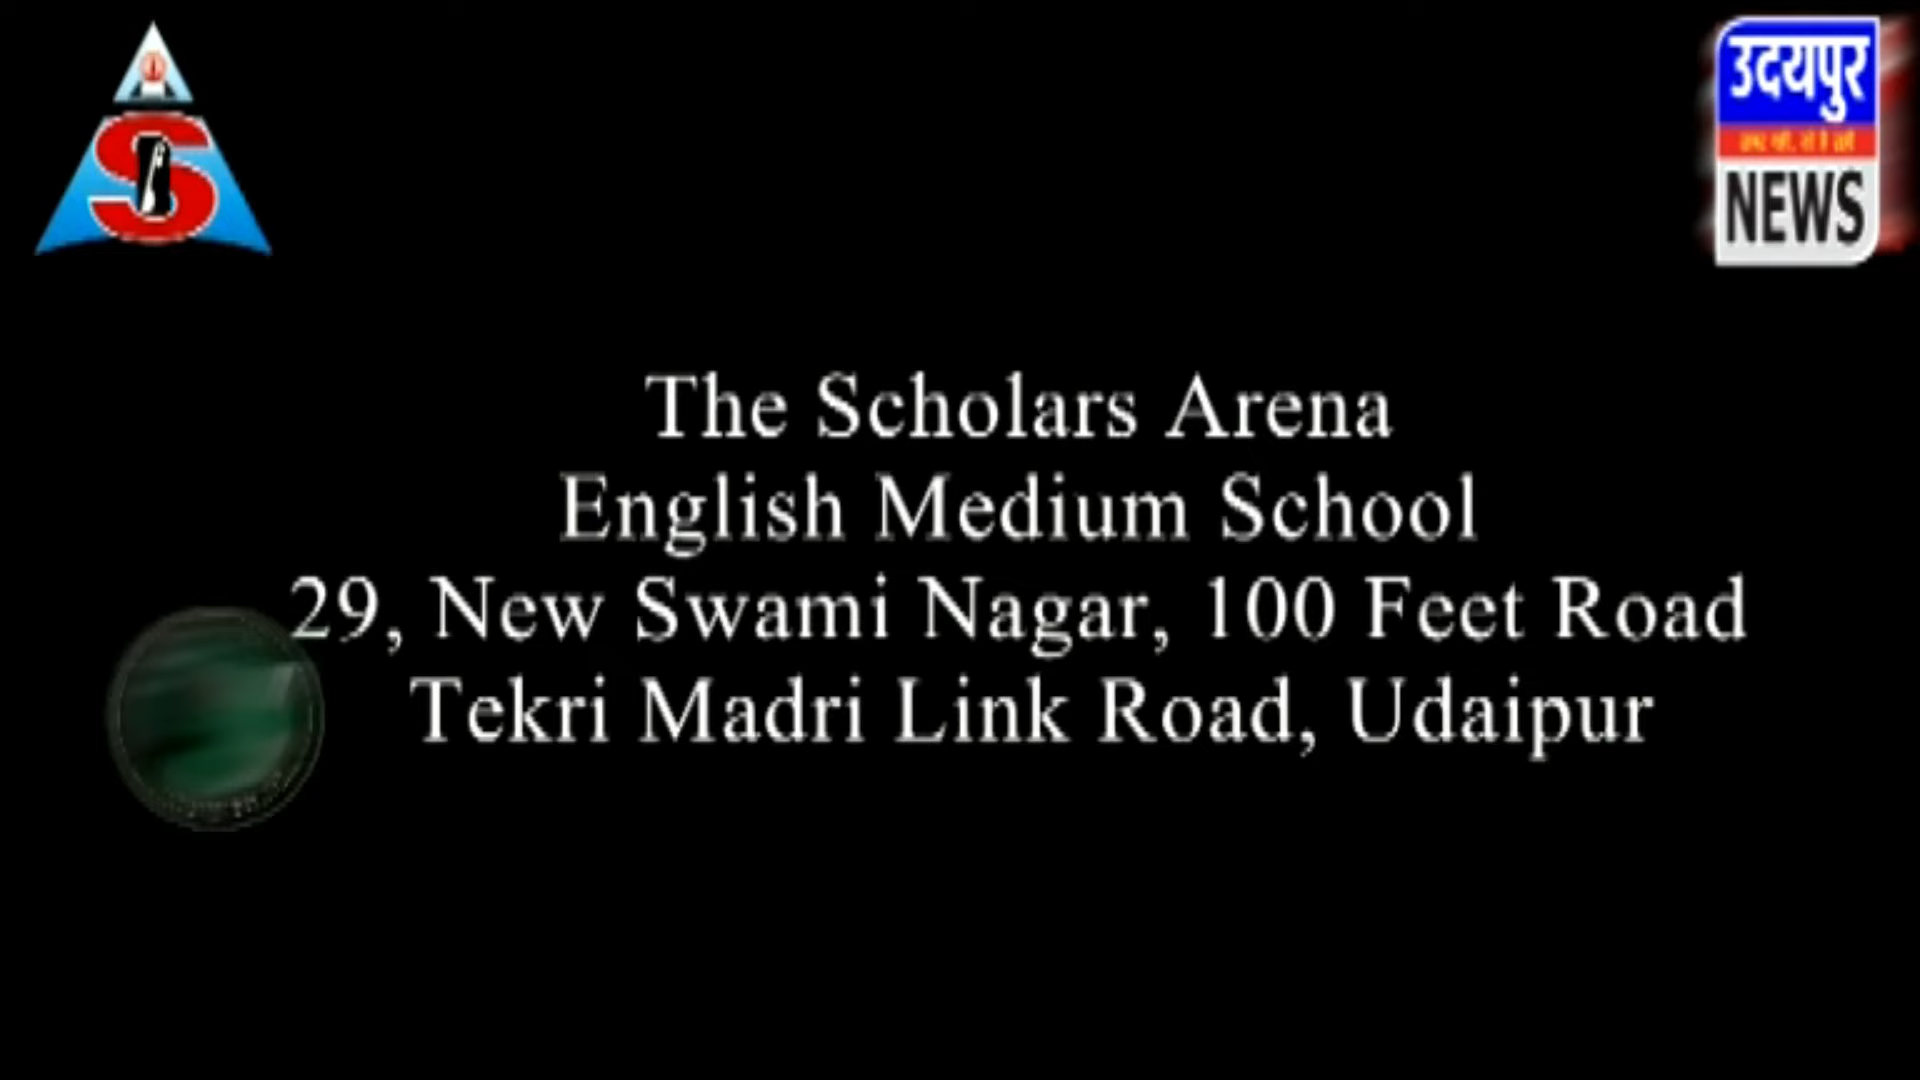 S
उदयपुर
NEWS
The Scholars Arena
English Medium School
29, New Swami Nagar, 100 Feet Road
Tekri Madri Link Road, Udaipur